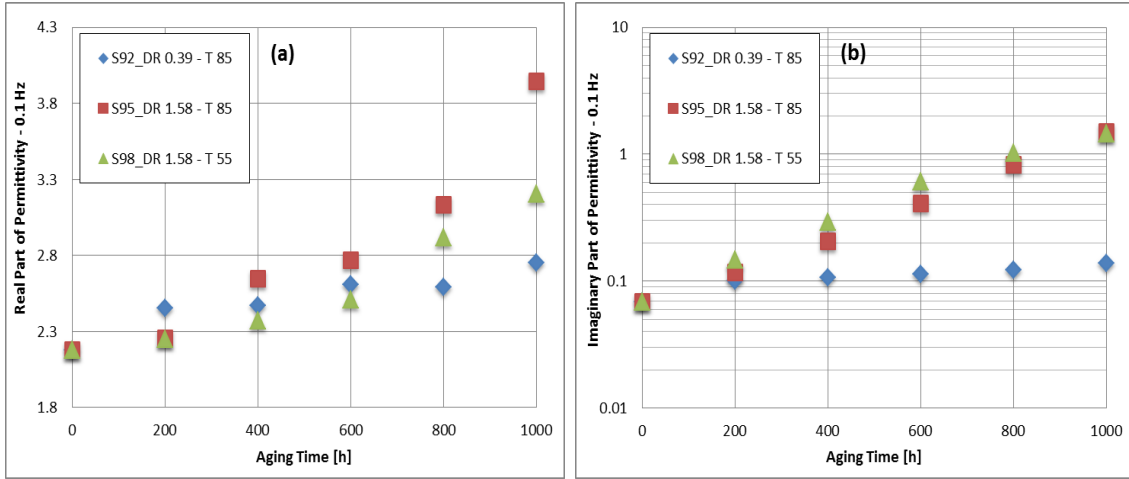 (a)
S92_DR 0.39 - T 85
S95_DR 1.58 - T 85
S98_DR 1.58 - T 55
Real Part of Permittivity - 0.1 Hz
4.3
3.8
3.3
2.8
2.3
1.8
0 200 400 600 800 1000
Aging Time [h]
(b)
S92_DR 0.39 - T 85
S95_DR 1.58 - T 85
S98_DR 1.58 - T 55
Imaginary Part of Permittivity - 0.1 Hz
10
1
0.1
0.01
0 200 400 600 800 1000
Aging Time [h]